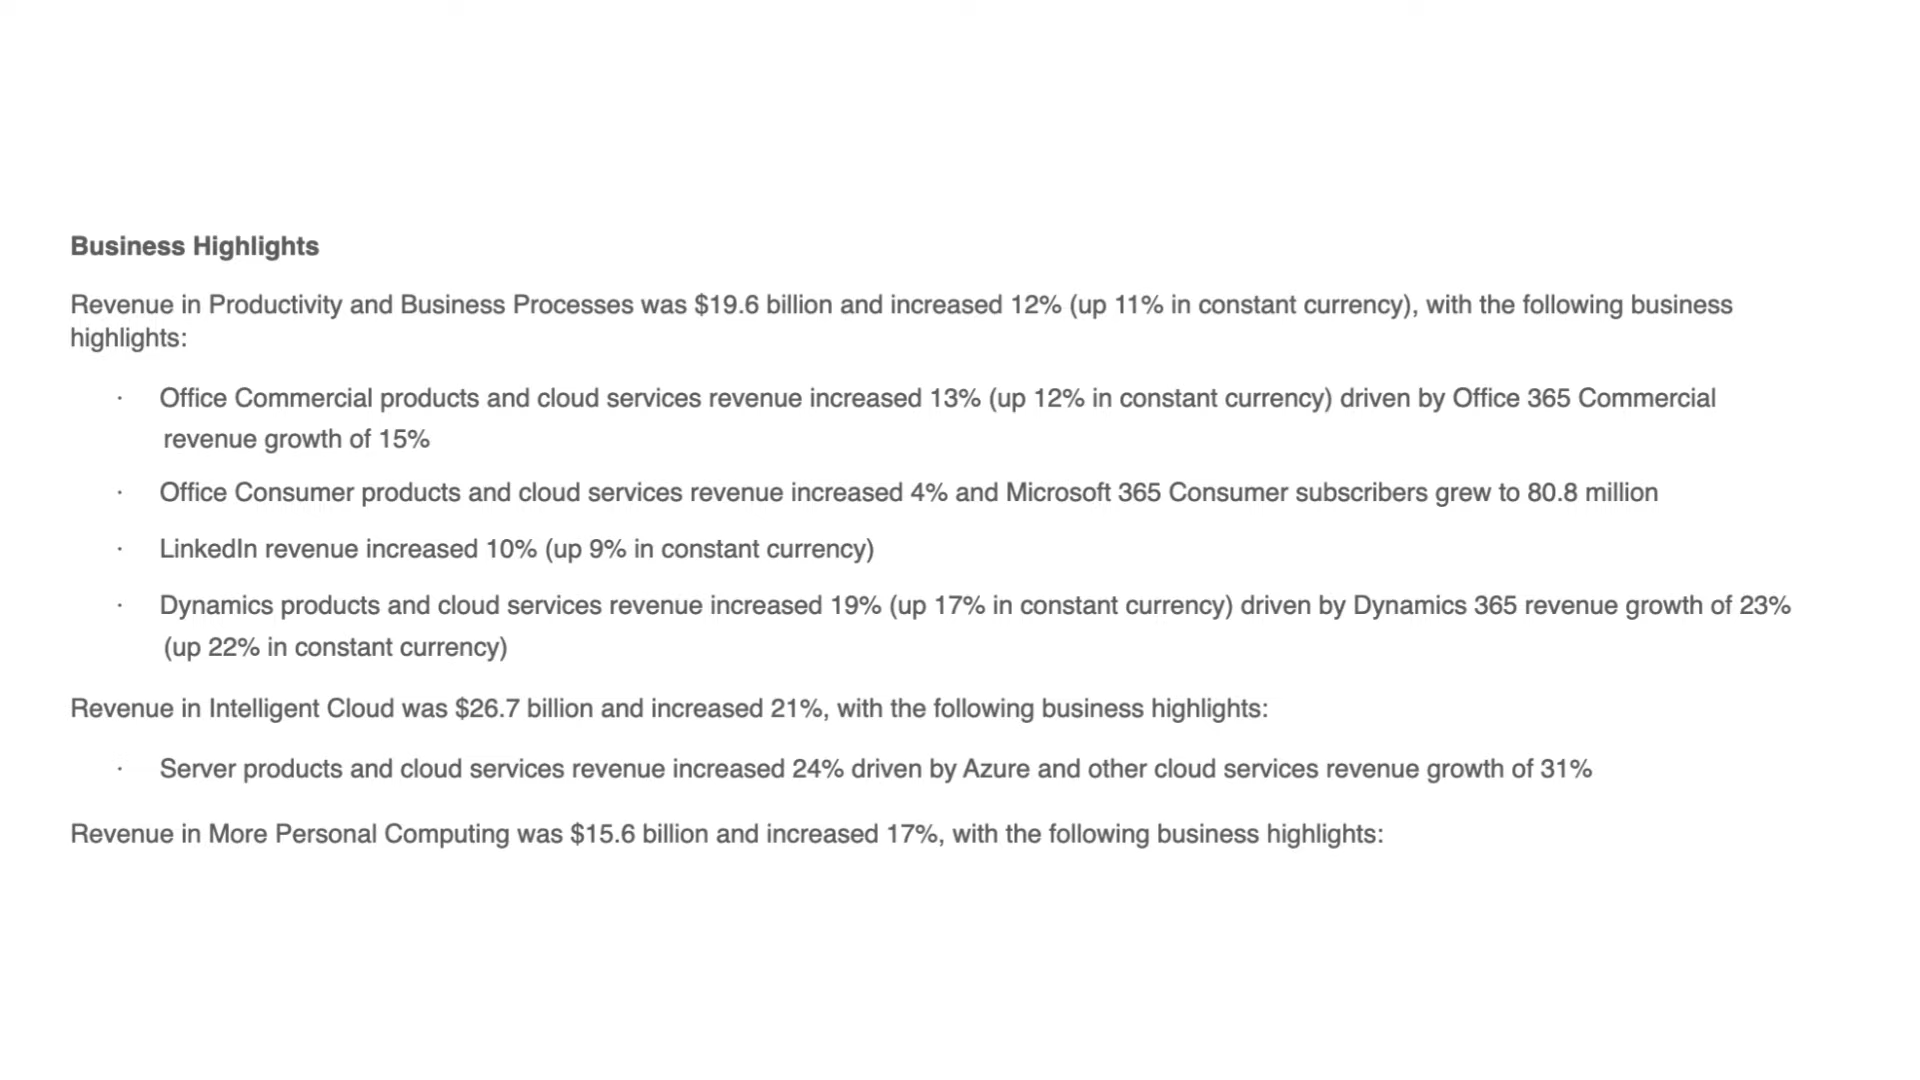 Business Highlights
Revenue in Productivity and Business Processes was $19.6 billion and increased 12% (up 11% in constant currency), with the following business
highlights:
· Office Commercial products and cloud services revenue increased 13% (up 12% in constant currency) driven by Office 365 Commercial
revenue growth of 15%
· Office Consumer products and cloud services revenue increased 4% and Microsoft 365 Consumer subscribers grew to 80.8 million
· LinkedIn revenue increased 10% (up 9% in constant currency)
· Dynamics products and cloud services revenue increased 19% (up 17% in constant currency) driven by Dynamics 365 revenue growth of 23%
(up 22% in constant currency)
Revenue in Intelligent Cloud was $26.7 billion and increased 21%, with the following business highlights:
· Server products and cloud services revenue increased 24% driven by Azure and other cloud services revenue growth of 31%
Revenue in More Personal Computing was $15.6 billion and increased 17%, with the following business highlights: